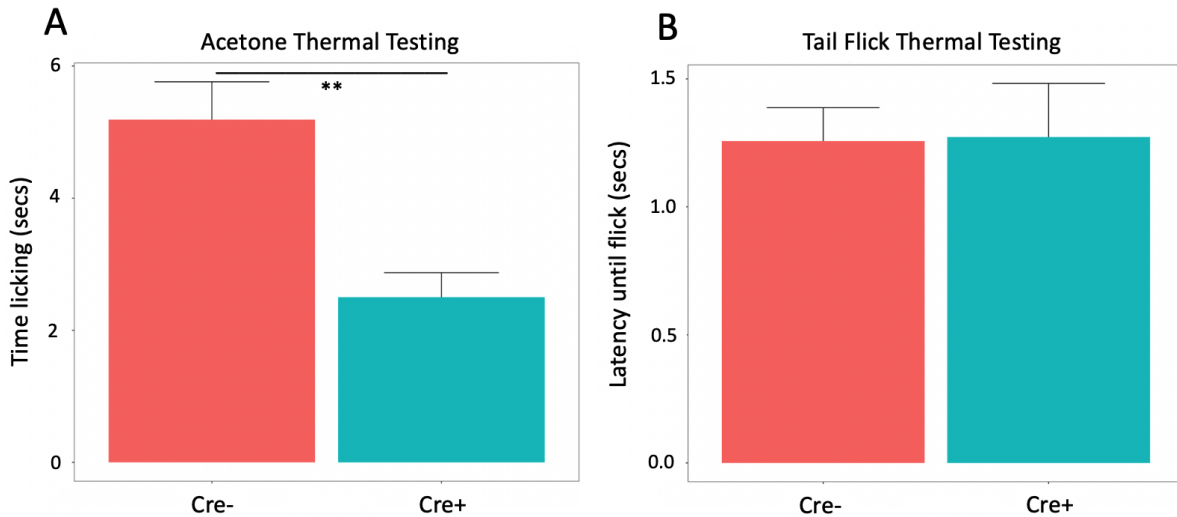 A
Acetone Thermal Testing
6
4
2
0
Time licking (secs)
**
Cre-
Cre+
B
Tail Flick Thermal Testing
1.5
1.0
0.5
0.0
Latency until flick (secs)
Cre-
Cre+